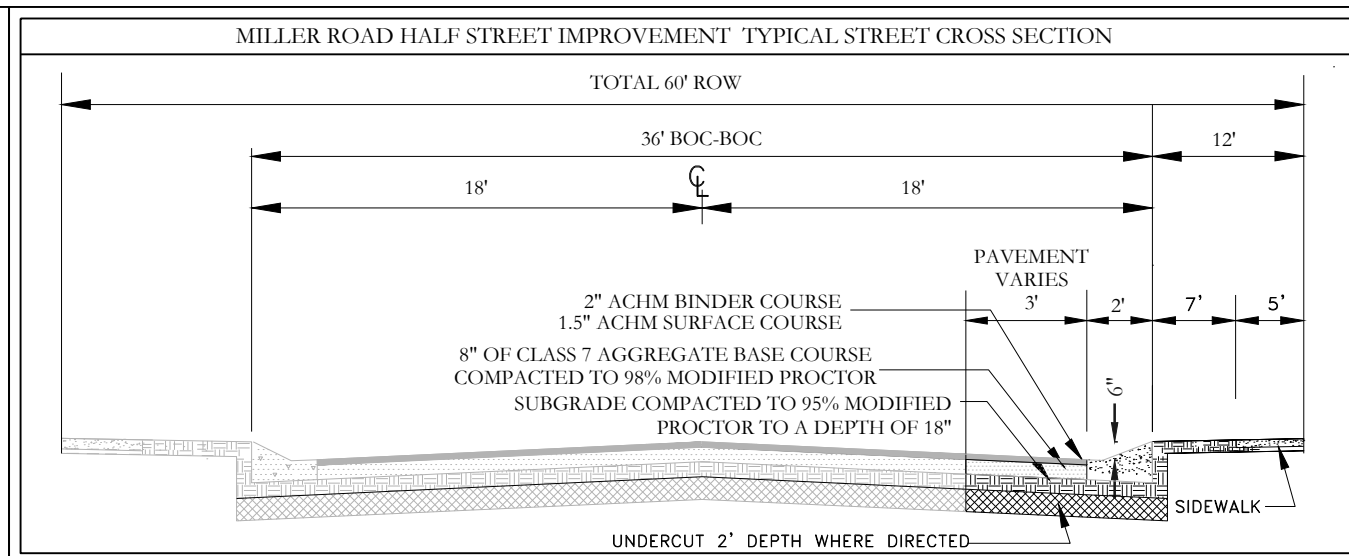 MILLER ROAD HALF STREET IMPROVEMENT TYPICAL STREET CROSS SECTION
TOTAL 60' ROW
36' BOC-BOC
12'
18'
CL
18'
PAVEMENT
VARIES
2" ACHM BINDER COURSE
1.5" ACHM SURFACE COURSE
3'
2'
7'
5'
8" OF CLASS 7 AGGREGATE BASE COURSE
COMPACTED TO 98% MODIFIED PROCTOR
6"
SUBGRADE COMPACTED TO 95% MODIFIED
PROCTOR TO A DEPTH OF 18"
SIDEWALK
UNDERCUT 2' DEPTH WHERE DIRECTED